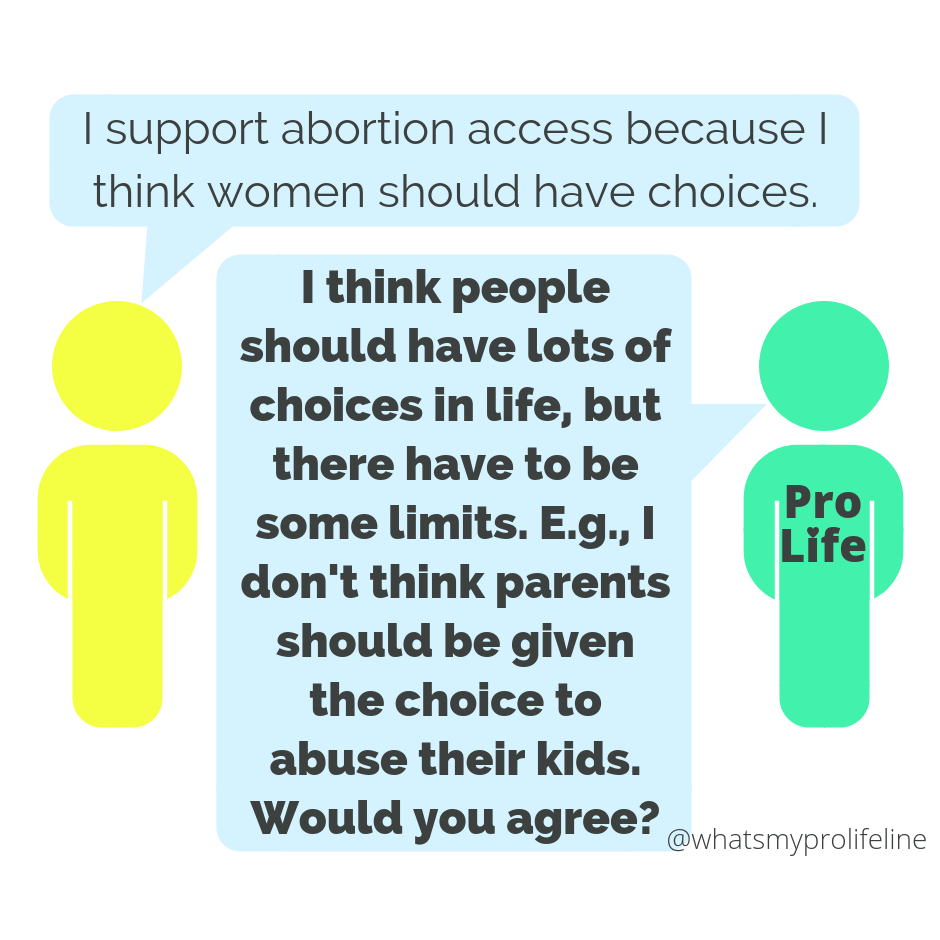 I support abortion access because I
think women should have choices.
I think people
should have lots of
choices in life, but
there have to be
some limits. E.g., I
don't think parents
should be given
the choice to
abuse their kids.
Would you agree?
Pro
Life
@whatsmyprolifeline